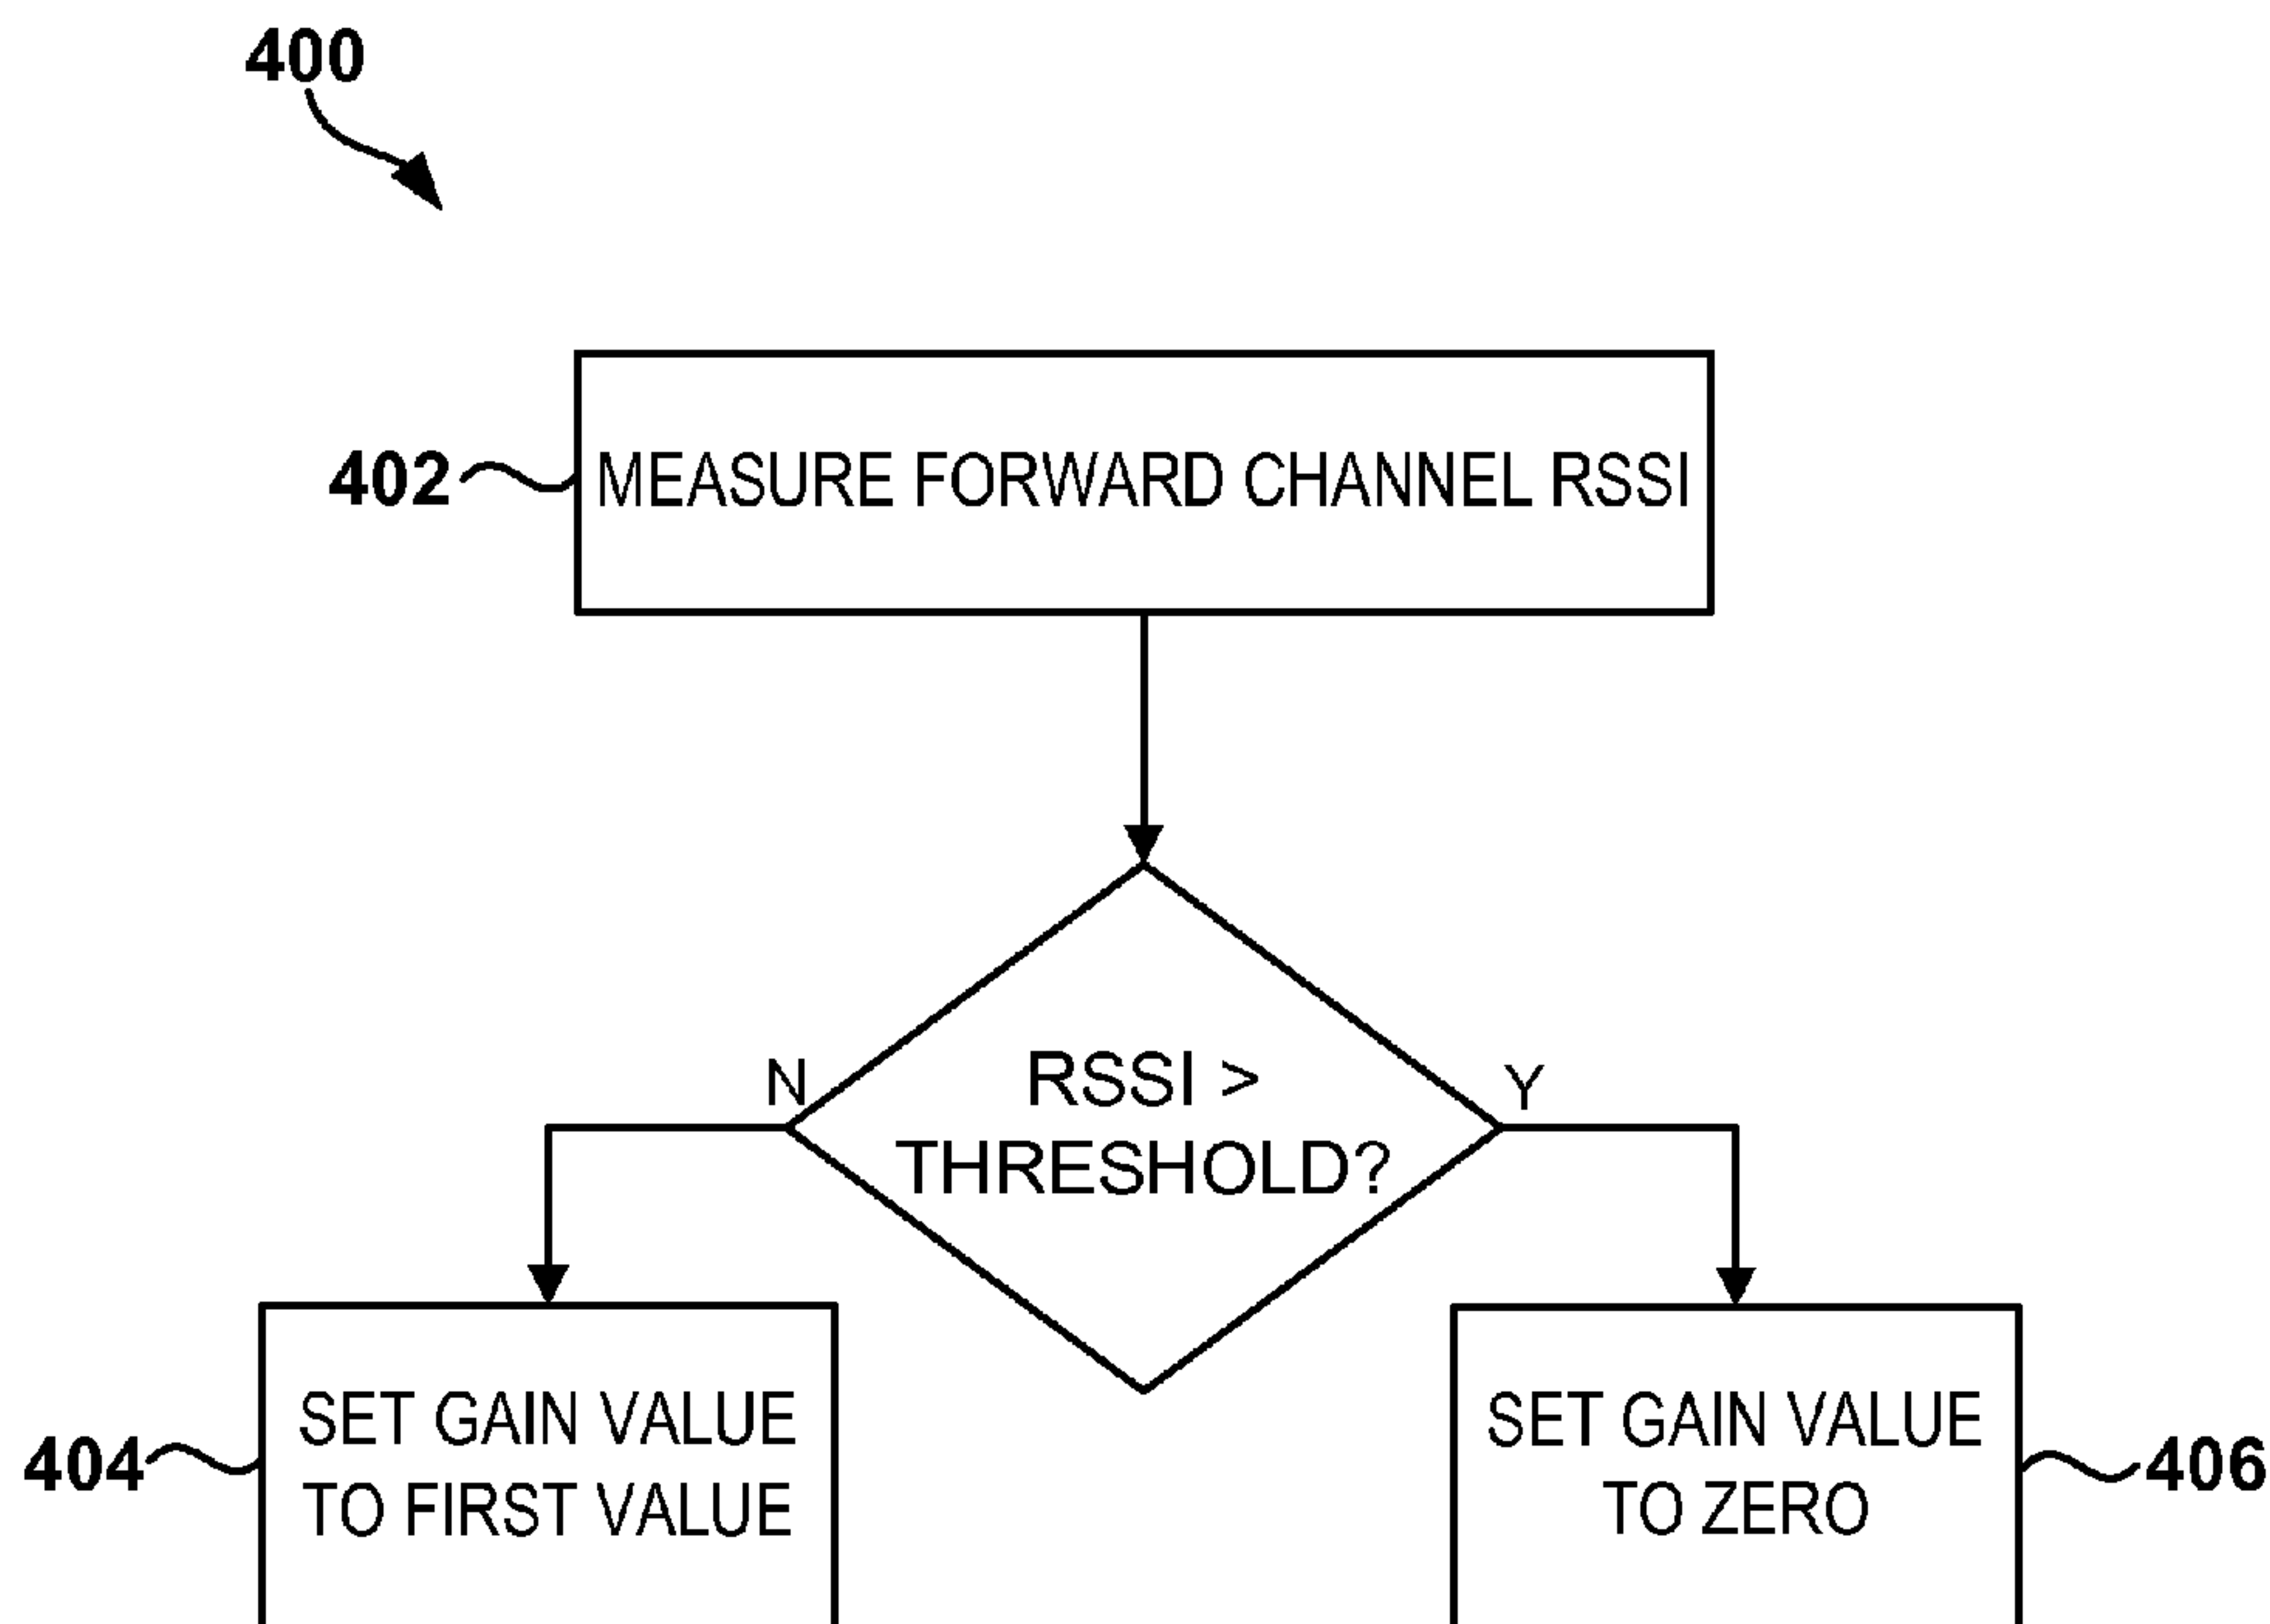 400
402
MEASURE FORWARD CHANNEL RSSI
N
RSSI >
THRESHOLD?
Y
404
SET GAIN VALUE
TO FIRST VALUE
SET GAIN VALUE
TO ZERO
406